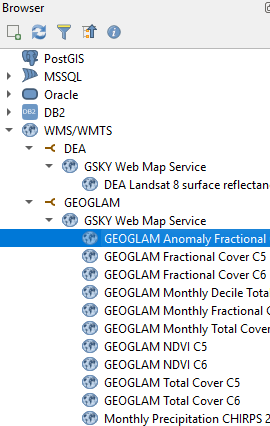 Browser
PostGIS
MSSQL
Oracle
DB2 DB2
WMS/WMTS
DEA
GSKY Web Map Service
DEA Landsat 8 surface reflectan
GEOGLAM
GSKY Web Map Service
GEOGLAM Anomaly Fractional
GEOGLAM Fractional Cover C5
GEOGLAM Fractional Cover C6
GEOGLAM Monthly Decile Tota
GEOGLAM Monthly Fractional C
GEOGLAM Monthly Total Cover
GEOGLAM NDVI C5
GEOGLAM NDVI C6
GEOGLAM Total Cover C5
GEOGLAM Total Cover C6
Monthly Precipitation CHIRPS 2